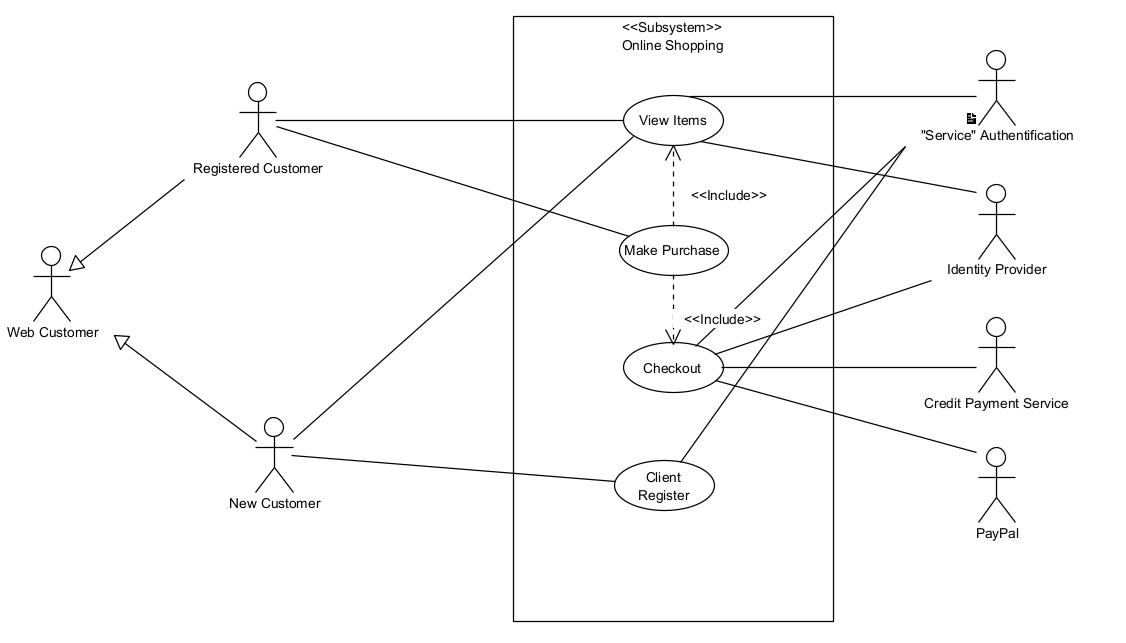 <<Subsystem>>
Online Shopping
View Items
"Service" Authentification
Registered Customer
<<Include>>
Make Purchase
Identity Provider
Web Customer
<<Include>>
Checkout
Credit Payment Service
Client
Register
New Customer
PayPal